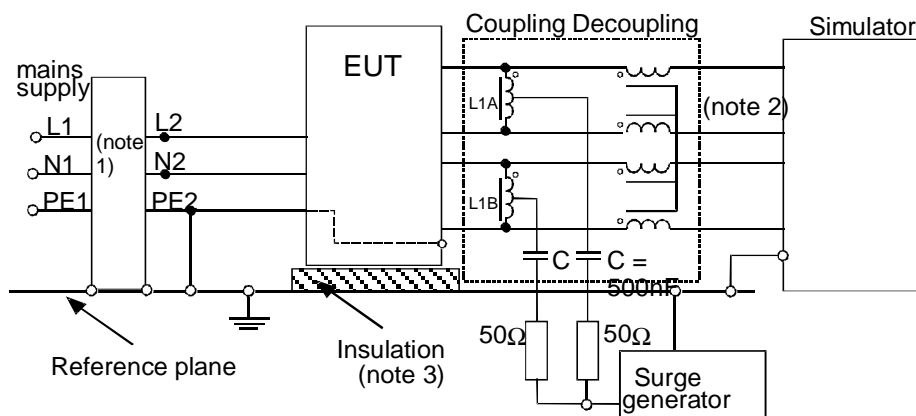 Coupling Decoupling
Simulator
EUT
mains
supply
L1
(note
1)
L2
L1A
(note 2)
N1
N2
PE1
PE2
L1B
C
C =
500nF
50Ω
50Ω
Reference plane
Insulation
(note 3)
Surge
generator